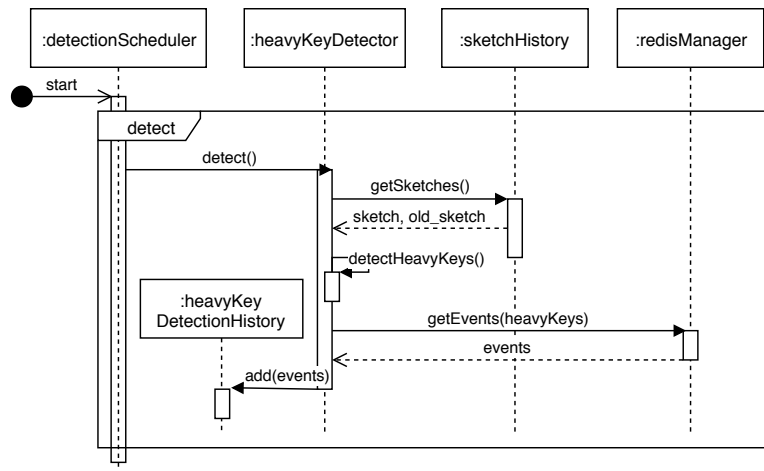 :detectionScheduler
:heavyKeyDetector
:sketchHistory
:redisManager
start
detect
detect()
getSketches()
sketch, old_sketch
detectHeavyKeys()
:heavyKey
DetectionHistory
getEvents(heavyKeys)
events
add(events)